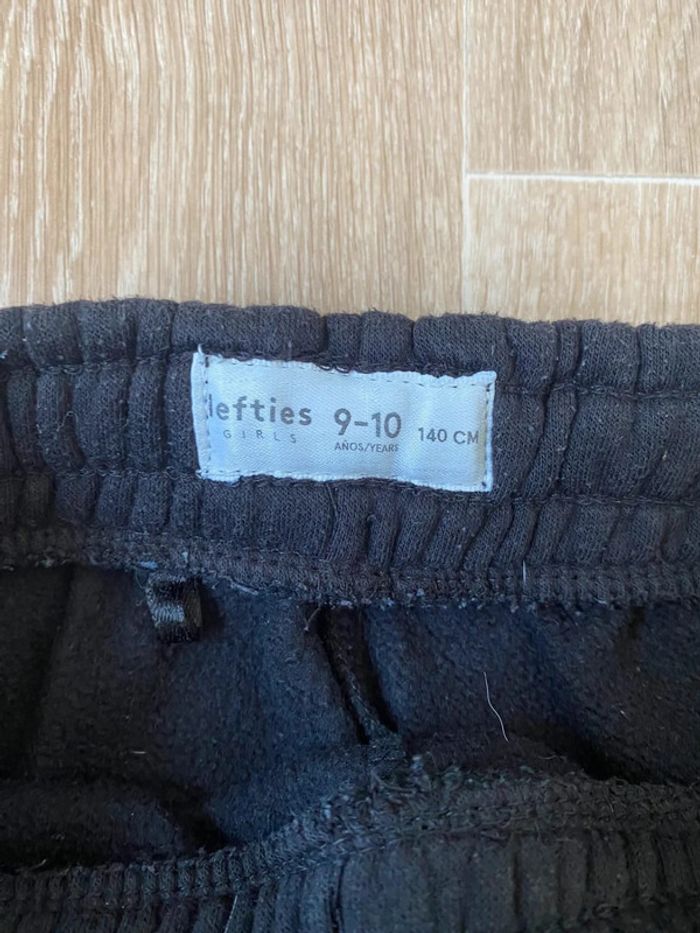 lefties 9-10 140 CM
GIRLS AÑOS/YEARS